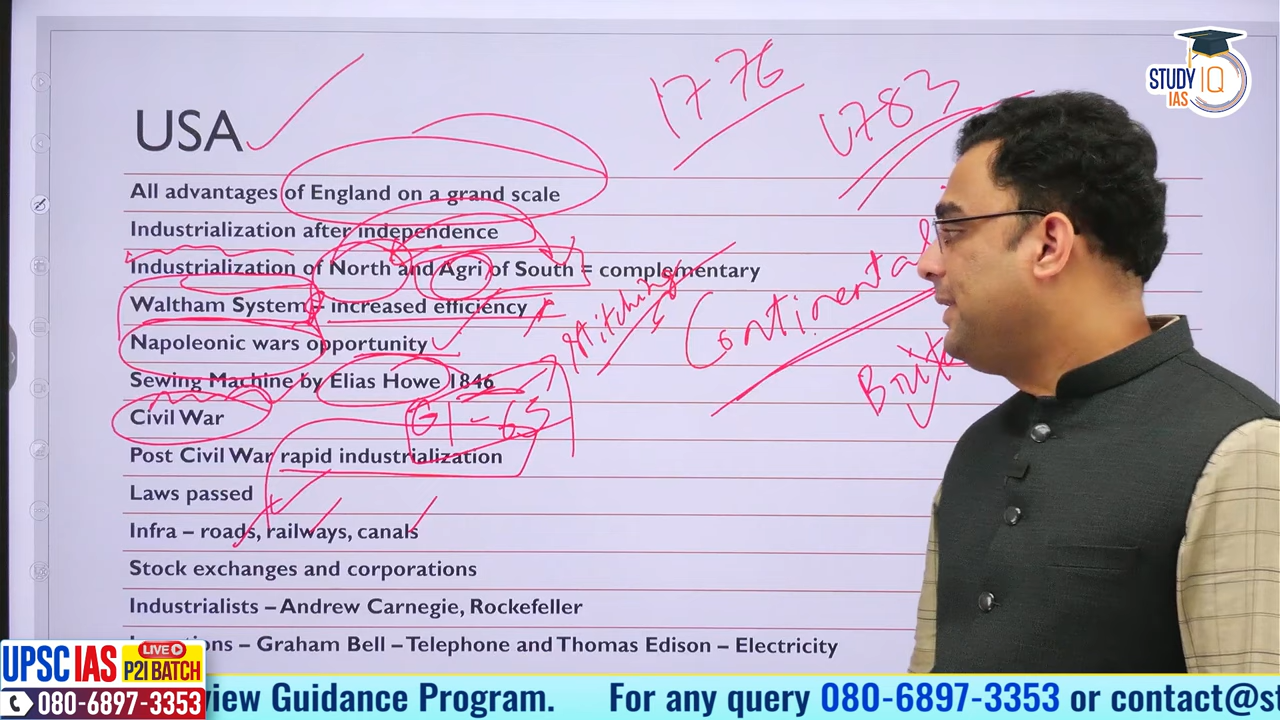 STUDY IQ
IAS
1776
1783
USA
All advantages of England on a grand scale
Industrialization after independence
Industrialization of North and Agri of South = complementary
Waltham System – increased efficiency
Napoleonic wars opportunity
Sewing Machine by Elias Howe 1846
Civil War
61-65
Post Civil War rapid industrialization
Laws passed
Infra – roads, railways, canals
Stock exchanges and corporations
Industrialists – Andrew Carnegie, Rockefeller
– Graham Bell – Telephone and Thomas Edison – Electricity
Continental
UPSC IAS LIVE P2I BATCH
080-6897-3353
view Guidance Program. For any query 080-6897-3353 or contact@st